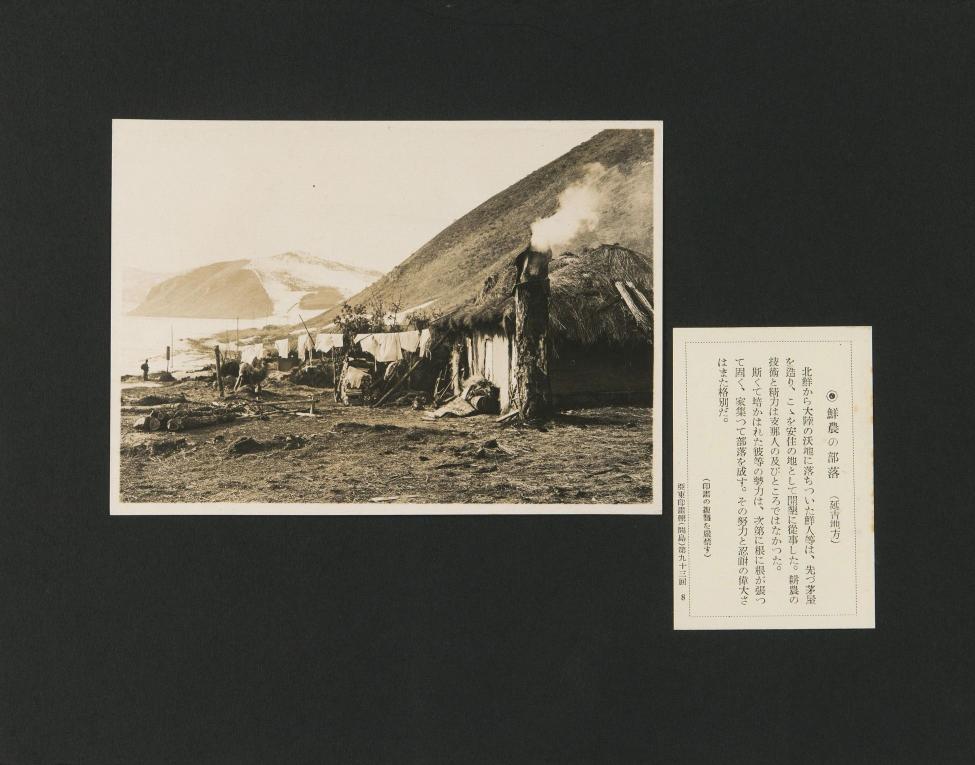 ◉ 鮮農の部落 (延吉地方)
北鮮から大陸の沃地に落ちついた鮮人等は、先づ茅屋
を造り、こゝを安住の地として開墾に從事した。耕農の
技術と精力は支那人の及びところではなかつた。
斯くて培かはれた彼等の勢力は、次第に根に根が張つ
て固く、家集つて部落を成す。その努力と忍耐の偉大さ
はまた格別だ。
(印畫の複製を嚴禁す)
亞東印畫輯(間島)第九十三回 8